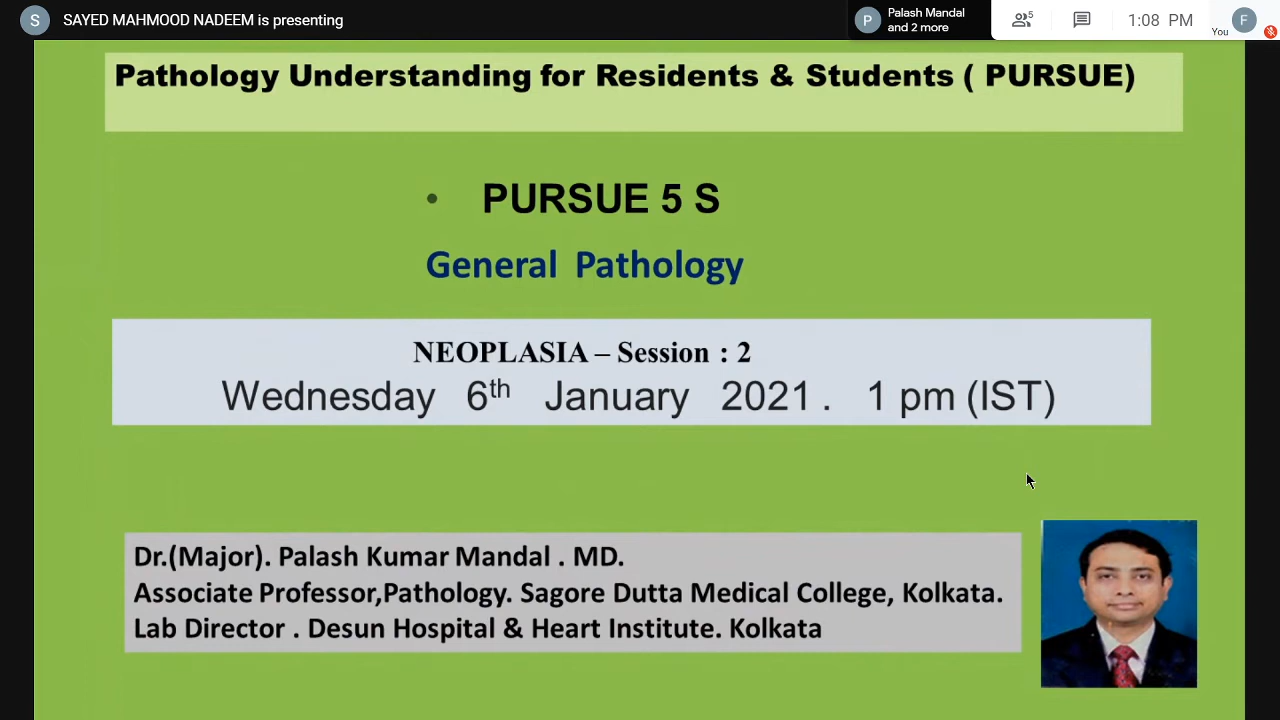 S SAYED MAHMOOD NADEEM is presenting
P Palash Mandal
and 2 more
5
1:08 PM
You
F
Pathology Understanding for Residents & Students ( PURSUE)
• PURSUE 5 S
General Pathology
NEOPLASIA – Session : 2
Wednesday 6th January 2021 . 1 pm (IST)
Dr.(Major). Palash Kumar Mandal . MD.
Associate Professor,Pathology. Sagore Dutta Medical College, Kolkata.
Lab Director . Desun Hospital & Heart Institute. Kolkata